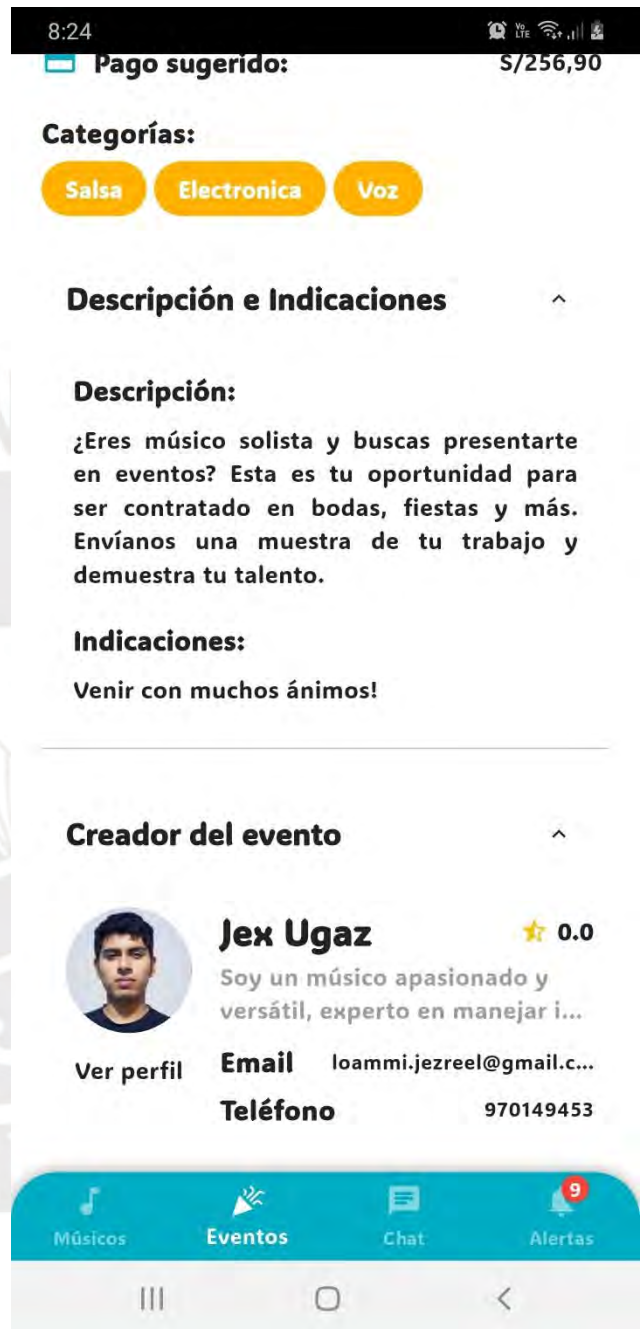 8:24
Pago sugerido: S/256,90
Categorías:
Salsa Electronica Voz
Descripción e Indicaciones
Descripción:
¿Eres músico solista y buscas presentarte
en eventos? Esta es tu oportunidad para
ser contratado en bodas, fiestas y más.
Envíanos una muestra de tu trabajo y
demuestra tu talento.
Indicaciones:
Venir con muchos ánimos!
Creador del evento
Jex Ugaz 0.0
Soy un músico apasionado y
versátil, experto en manejar i...
Ver perfil
Email loammi.jezreel@gmail.c...
Teléfono 970149453
9
Músicos Eventos Chat Alertas